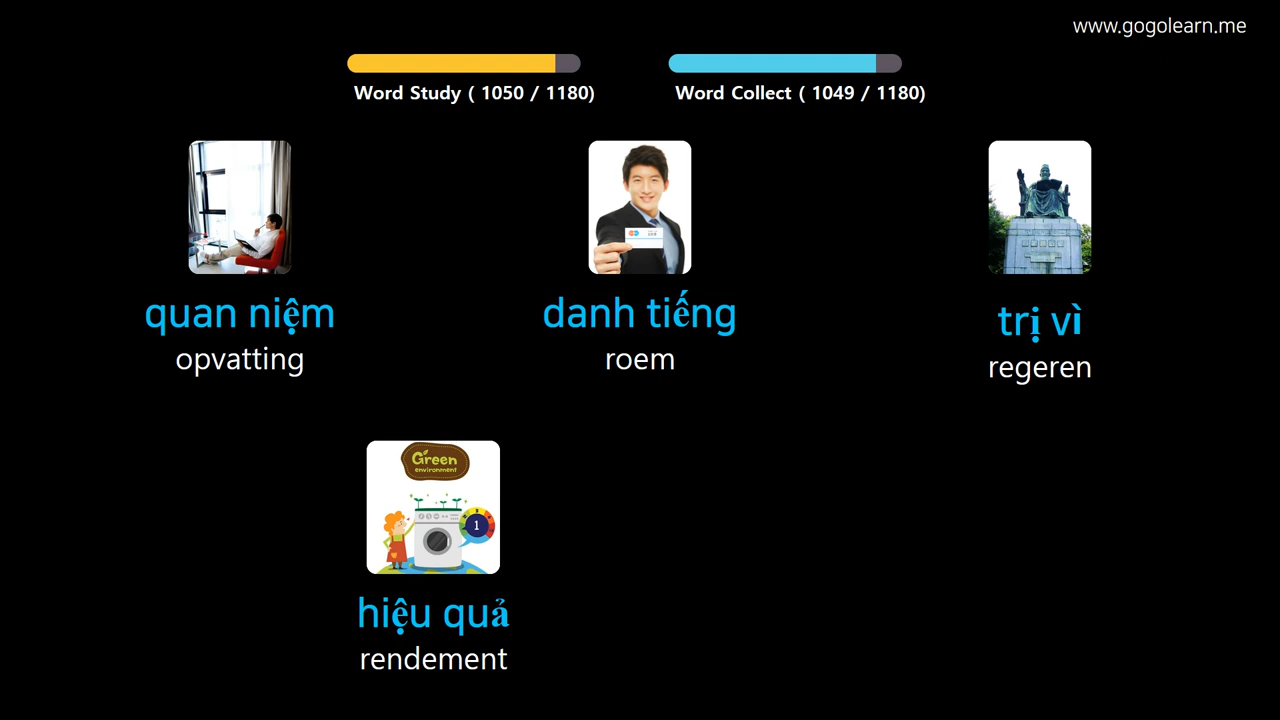 www.gogolearn.me
Word Study ( 1050 / 1180)
Word Collect ( 1049 / 1180)
quan niệm
opvatting
danh tiếng
roem
trị vì
regeren
Green
environment
1
hiệu quả
rendement